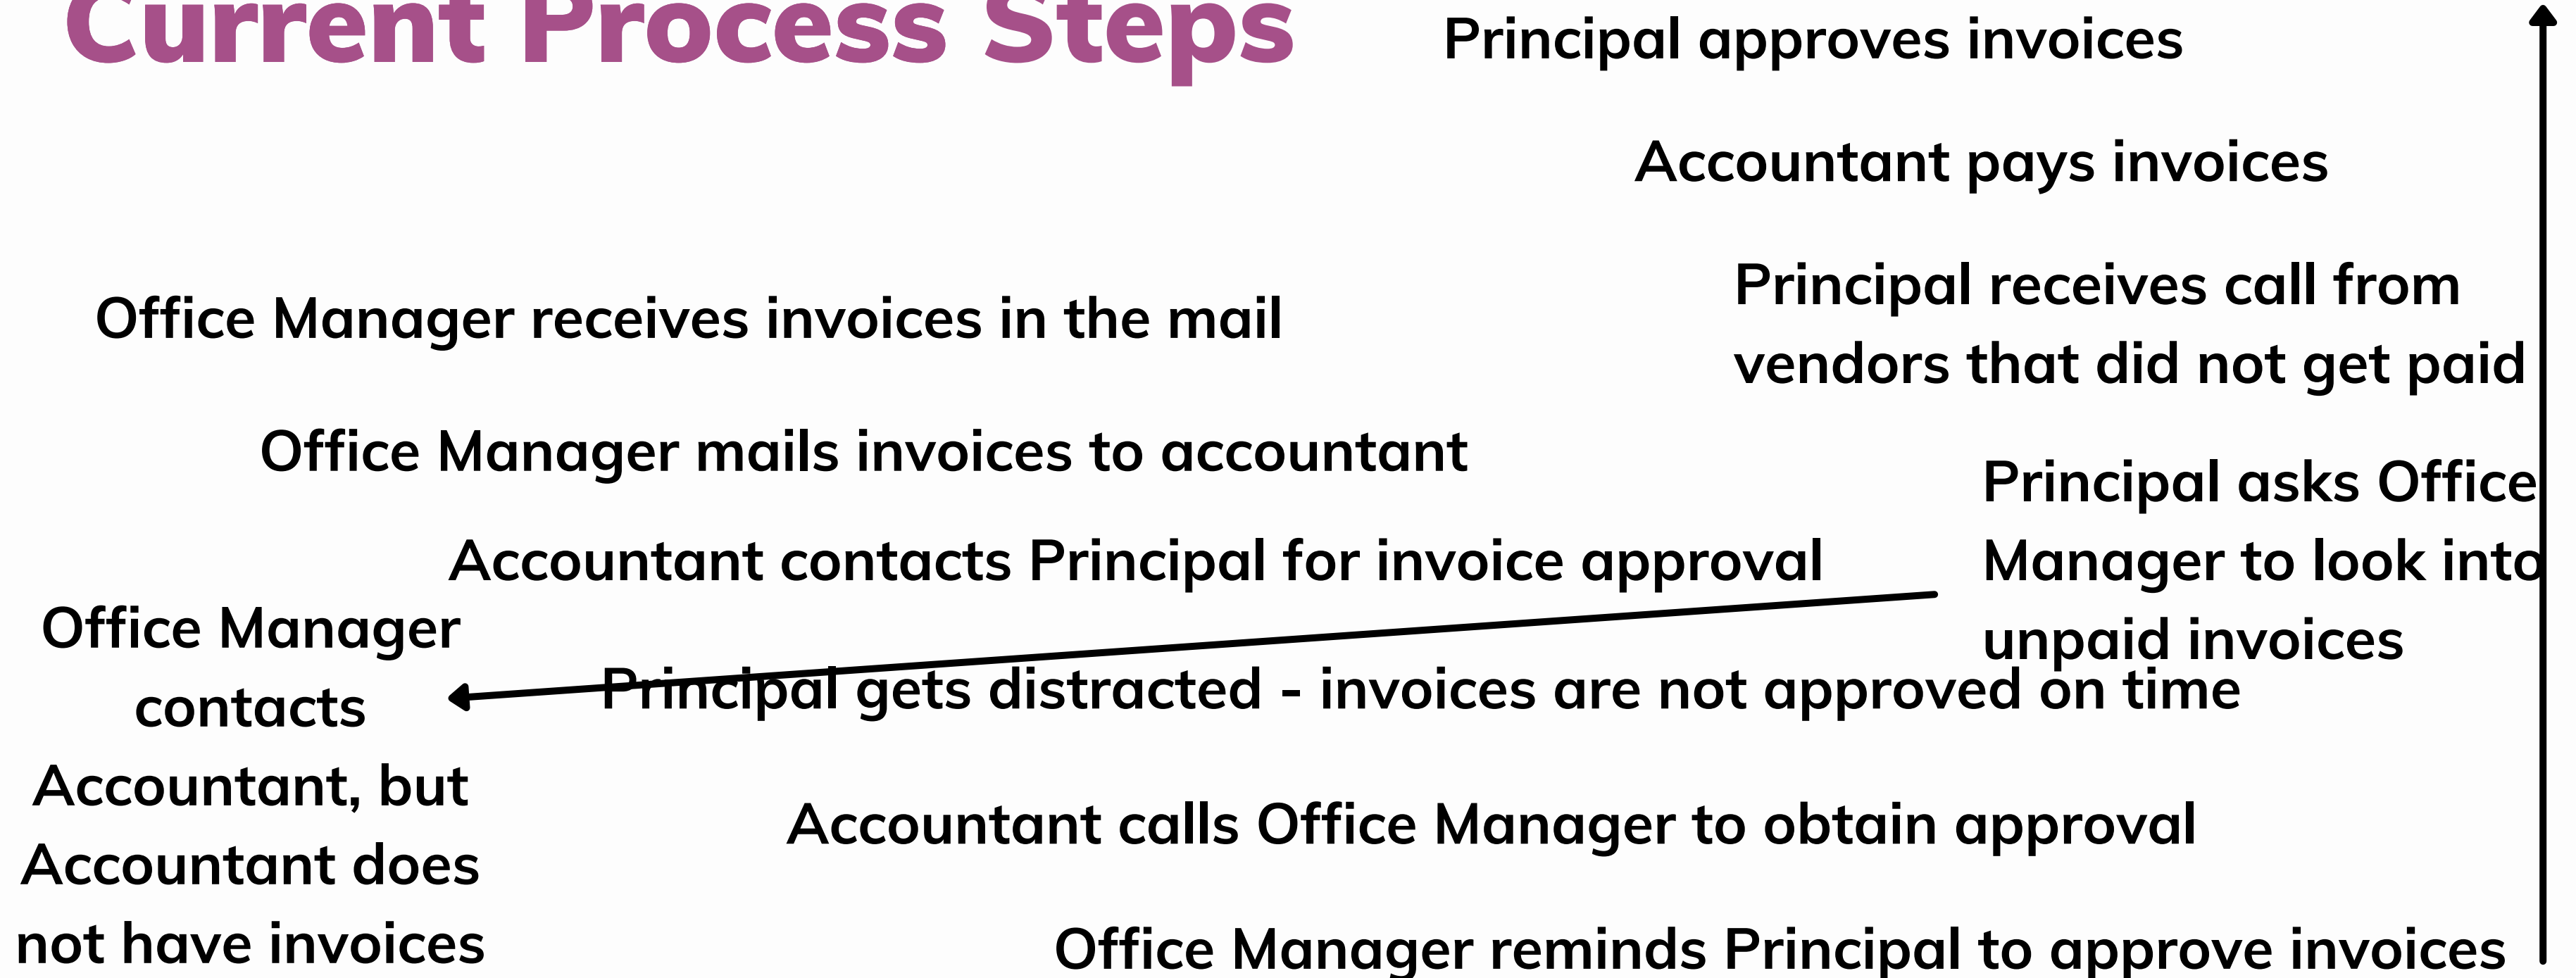 Current Process Steps
Office Manager receives invoices in the mail
Office Manager mails invoices to accountant
Accountant contacts Principal for invoice approval
Principal gets distracted - invoices are not approved on time
Accountant calls Office Manager to obtain approval
Office Manager reminds Principal to approve invoices
Principal approves invoices
Accountant pays invoices
Principal receives call from
vendors that did not get paid
Principal asks Office
Manager to look into
unpaid invoices
Office Manager
contacts
Accountant, but
Accountant does
not have invoices